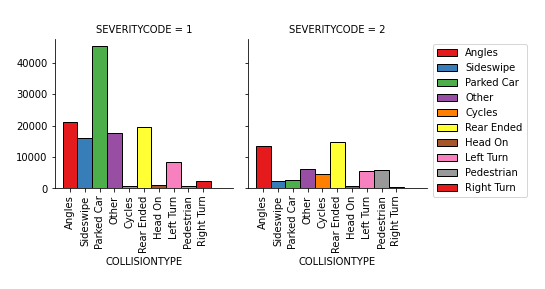 SEVERITYCODE = 1
SEVERITYCODE = 2
40000
30000
20000
10000
0
Angles
Sideswipe
Parked Car
Other
Cycles
Rear Ended
Head On
Left Turn
Pedestrian
Right Turn
COLLISIONTYPE
Angles
Sideswipe
Parked Car
Other
Cycles
Rear Ended
Head On
Left Turn
Pedestrian
Right Turn
COLLISIONTYPE
Angles
Sideswipe
Parked Car
Other
Cycles
Rear Ended
Head On
Left Turn
Pedestrian
Right Turn